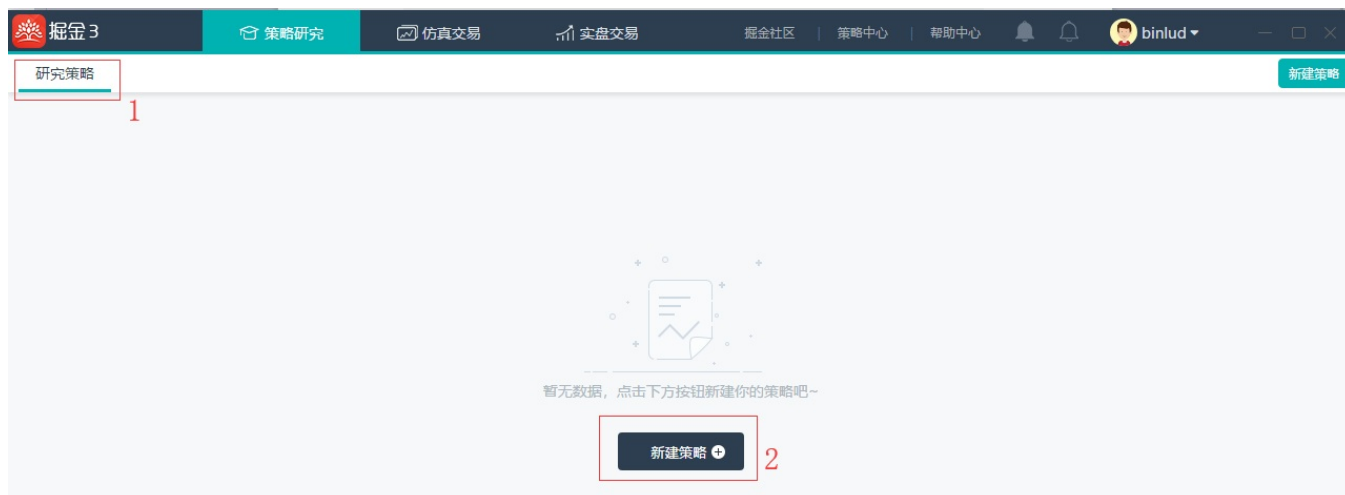 掘金3 策略研究 仿真交易 实盘交易 掘金社区 | 策略中心 | 帮助中心 binlud
研究策略 新建策略
1
暂无数据，点击下方按钮新建你的策略吧~
新建策略
2